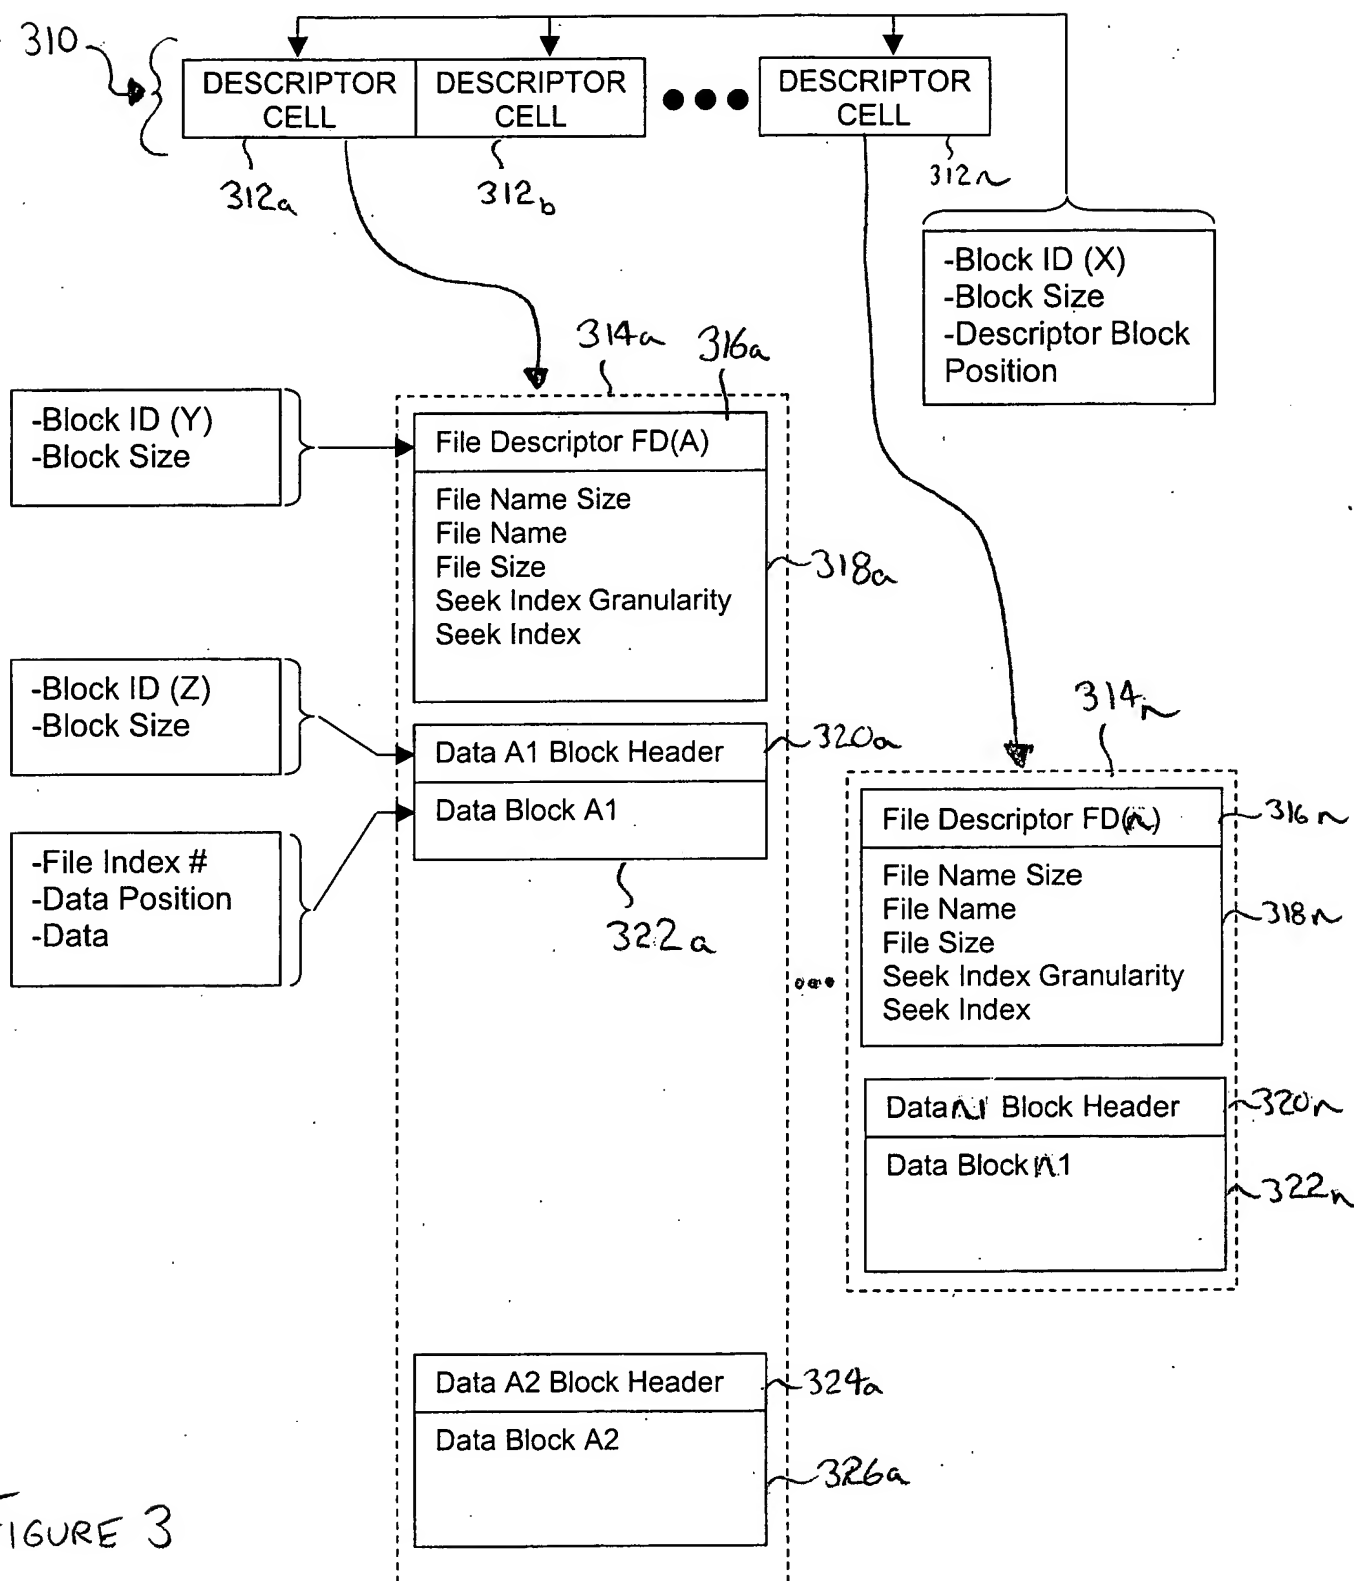 310
DESCRIPTOR
CELL
DESCRIPTOR
CELL
DESCRIPTOR
CELL
312a
312b
312n
-Block ID (X)
-Block Size
-Descriptor Block
Position
314a
316a
-Block ID (Y)
-Block Size
File Descriptor FD(A)
File Name Size
File Name
File Size
Seek Index Granularity
Seek Index
318a
-Block ID (Z)
-Block Size
Data A1 Block Header
320a
Data Block A1
-File Index #
-Data Position
-Data
322a
314n
File Descriptor FD(n)
316n
File Name Size
File Name
File Size
Seek Index Granularity
Seek Index
318n
Data n1 Block Header
320n
Data Block n1
322n
Data A2 Block Header
324a
Data Block A2
326a
FIGURE 3